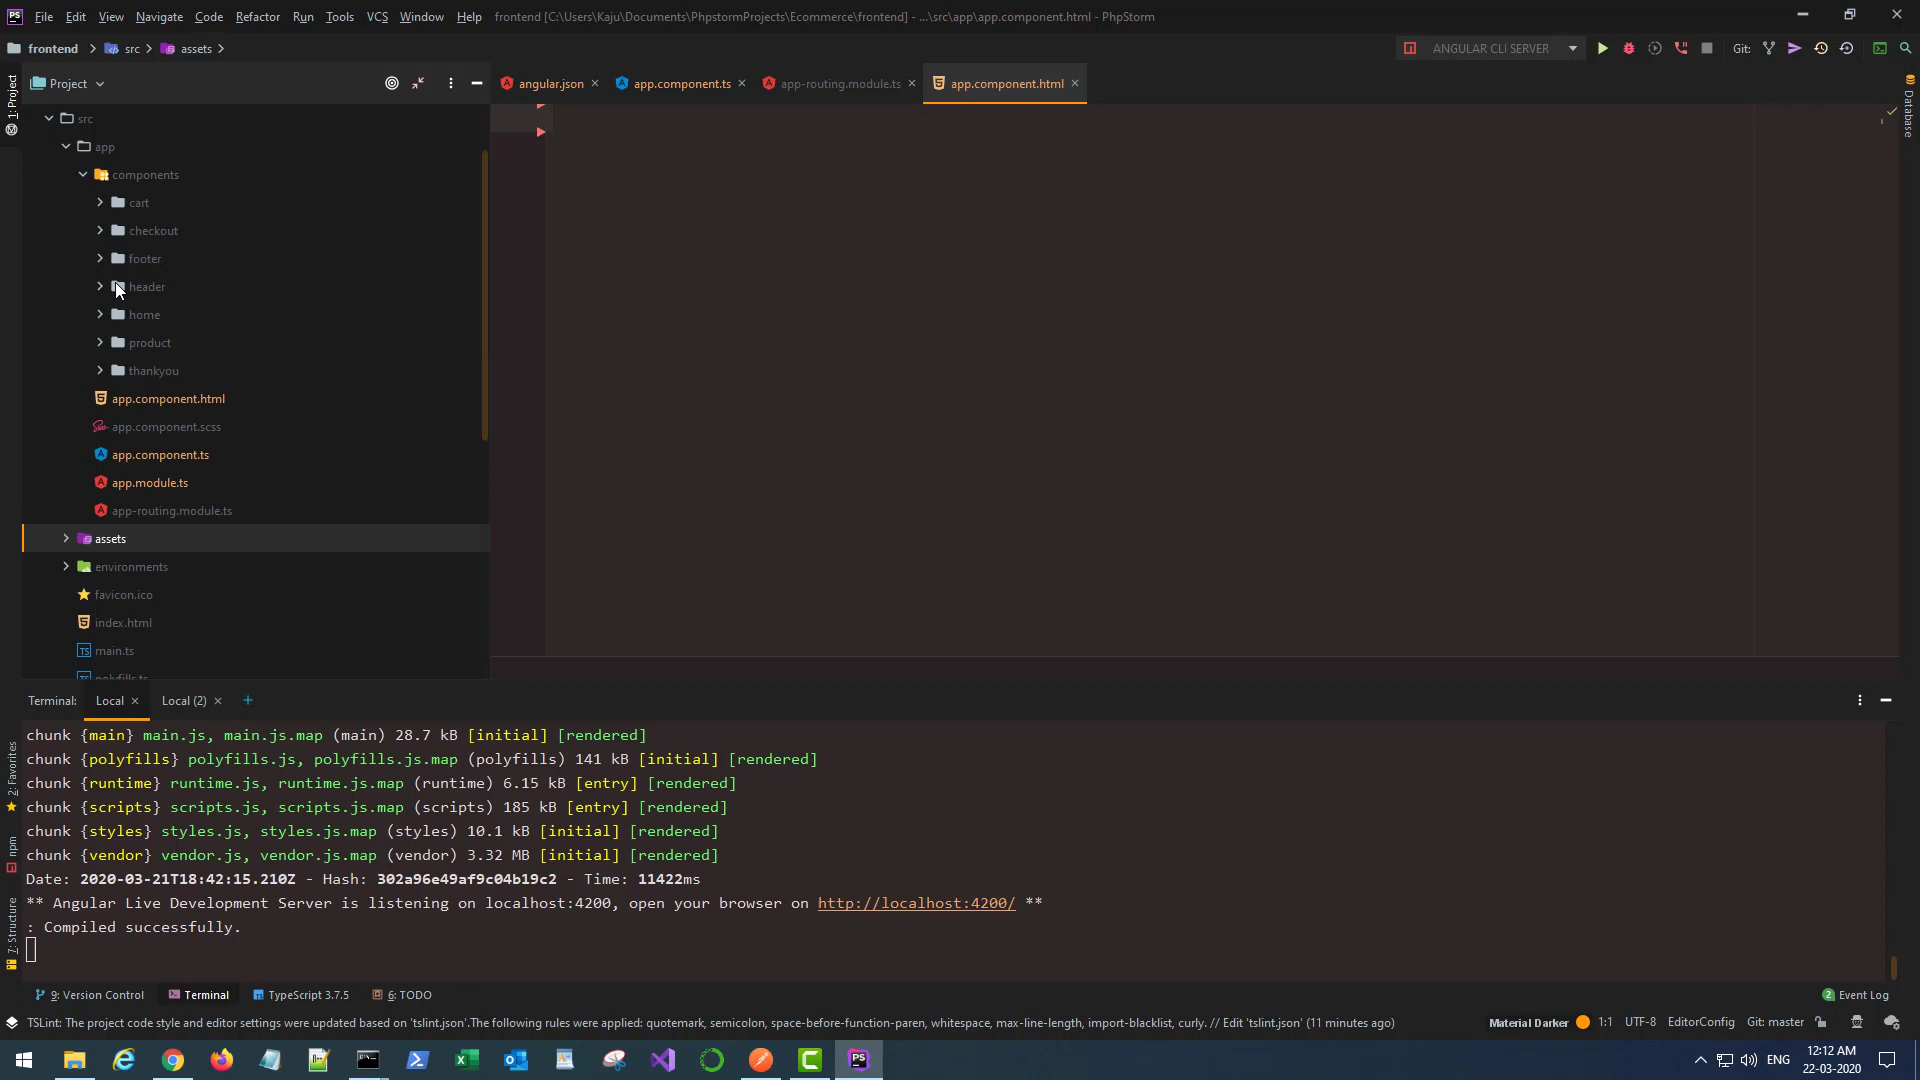 PS File Edit View Navigate Code Refactor Run Tools VCS Window Help frontend [C:\Users\Kaju\Documents\PhpstormProjects\Ecommerce\frontend] - ...\src\app\app.component.html - PhpStorm
frontend src assets ANGULAR CLI SERVER Git:
Project angular.json app.component.ts app-routing.module.ts app.component.html
1: Project
Database
src
app
components
cart
checkout
footer
header
home
product
thankyou
app.component.html
app.component.scss
app.component.ts
app.module.ts
app-routing.module.ts
assets
environments
favicon.ico
index.html
main.ts
polyfills.ts
Terminal: Local Local (2) +
chunk {main} main.js, main.js.map (main) 28.7 kB [initial] [rendered]
chunk {polyfills} polyfills.js, polyfills.js.map (polyfills) 141 kB [initial] [rendered]
chunk {runtime} runtime.js, runtime.js.map (runtime) 6.15 kB [entry] [rendered]
chunk {scripts} scripts.js, scripts.js.map (scripts) 185 kB [entry] [rendered]
chunk {styles} styles.js, styles.js.map (styles) 10.1 kB [initial] [rendered]
chunk {vendor} vendor.js, vendor.js.map (vendor) 3.32 MB [initial] [rendered]
Date: 2020-03-21T18:42:15.210Z - Hash: 302a96e49af9c04b19c2 - Time: 11422ms
** Angular Live Development Server is listening on localhost:4200, open your browser on http://localhost:4200/ **
: Compiled successfully.
2: Favorites
npm
7: Structure
9: Version Control Terminal TypeScript 3.7.5 6: TODO 2 Event Log
TSLint: The project code style and editor settings were updated based on 'tslint.json'.The following rules were applied: quotemark, semicolon, space-before-function-paren, whitespace, max-line-length, import-blacklist, curly. // Edit 'tslint.json' (11 minutes ago) Material Darker 1:1 UTF-8 EditorConfig Git: master
ENG 12:12 AM
22-03-2020